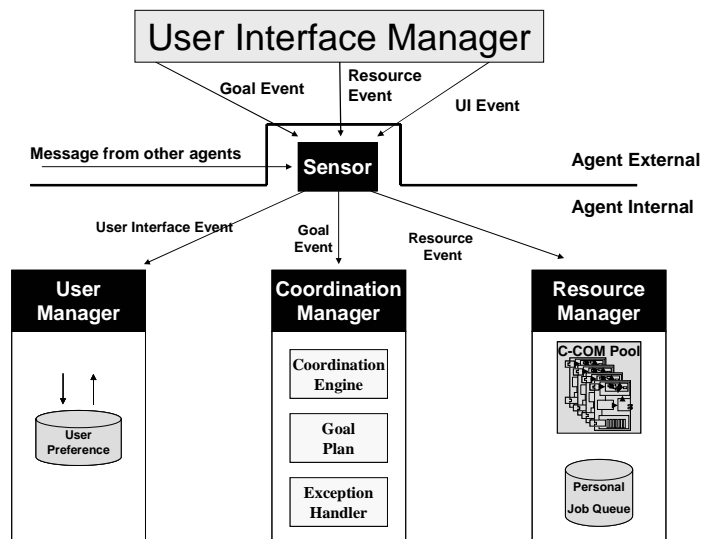 User Interface Manager
Goal Event
Resource
Event
UI Event
Message from other agents
Sensor
Agent External
Agent Internal
User Interface Event
Goal
Event
Resource
Event
User
Manager
Coordination
Manager
Resource
Manager
C-COM Pool
Coordination
Engine
User
Preference
Goal
Plan
Personal
Job Queue
Exception
Handler